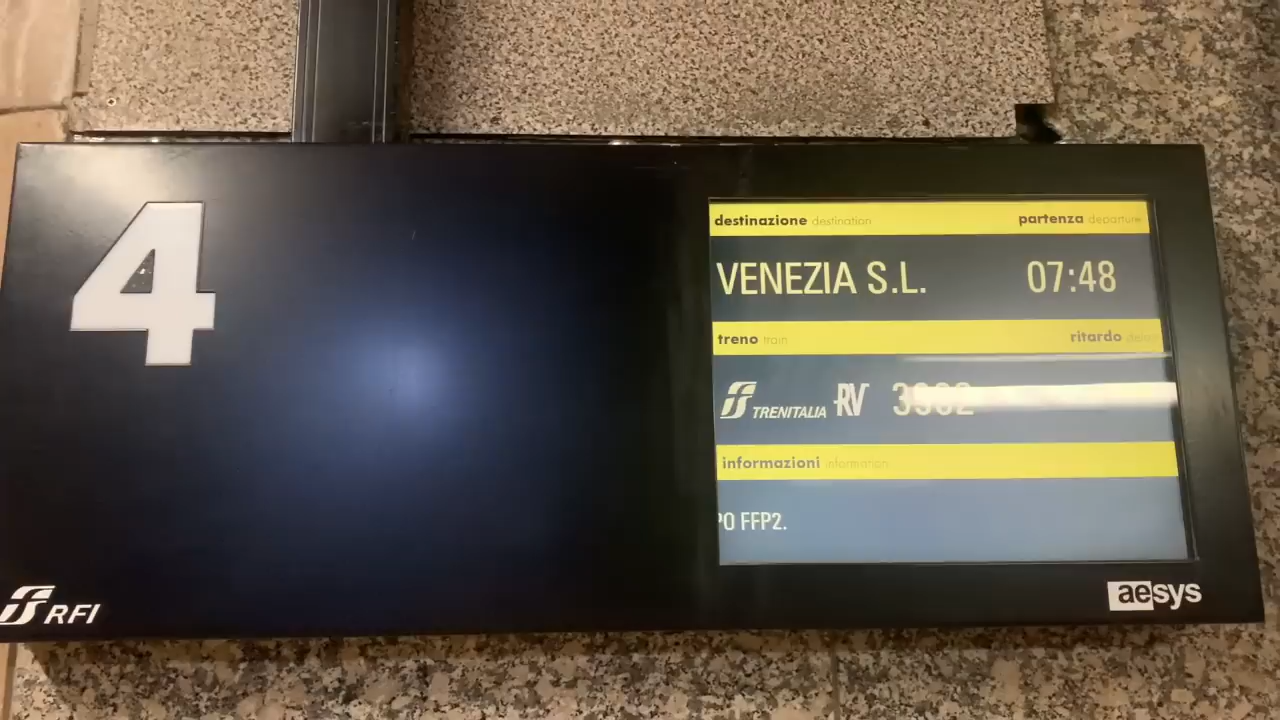 4
destinazione destination partenza departure
VENEZIA S.L. 07:48
treno train ritardo
TRENITALIA RV
informazioni information
PO FFP2.
RFI
aesys